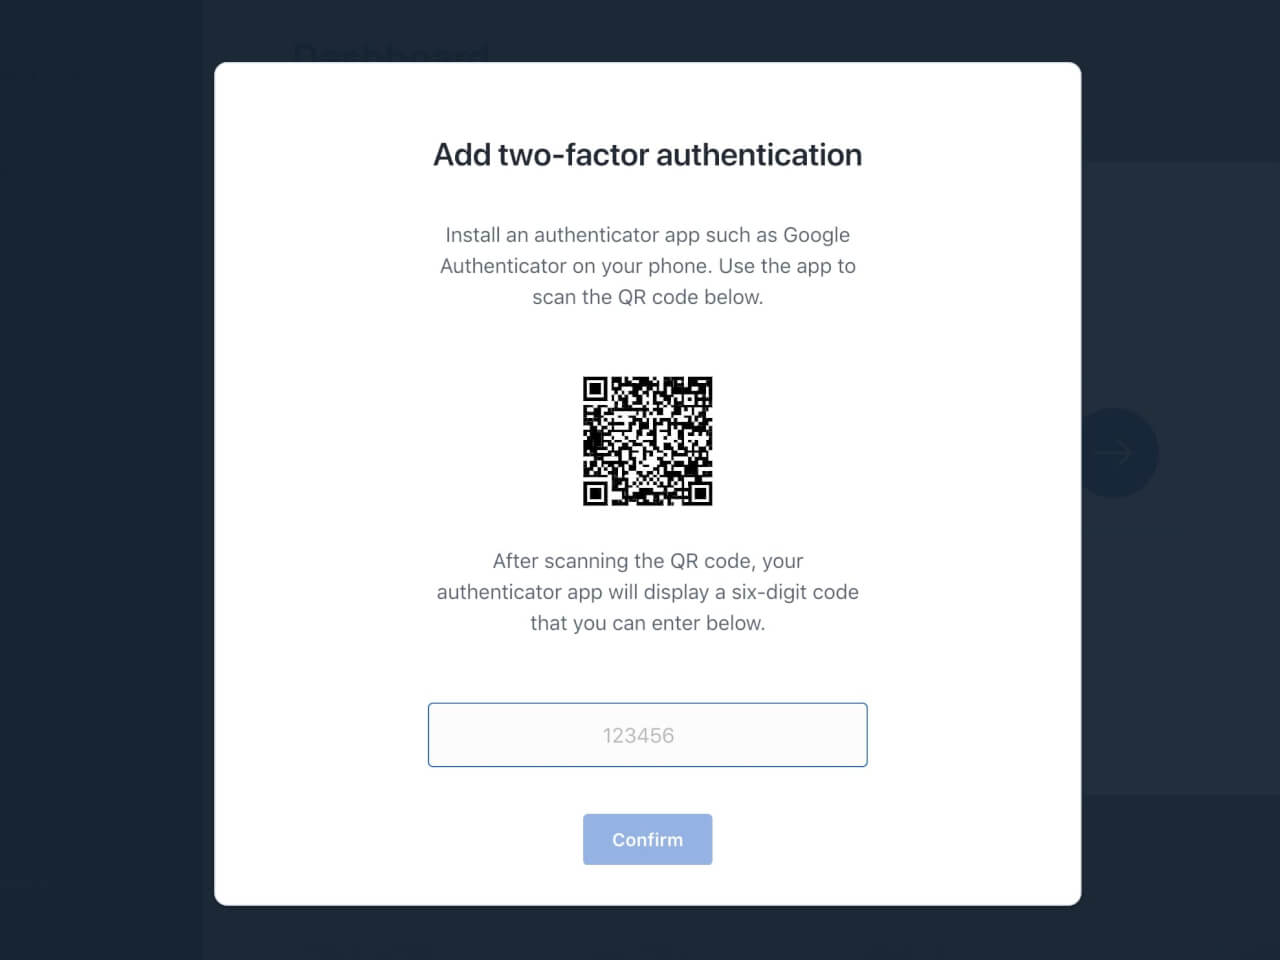 Dashboard
Add two-factor authentication
Install an authenticator app such as Google
Authenticator on your phone. Use the app to
scan the QR code below.
After scanning the QR code, your
authenticator app will display a six-digit code
that you can enter below.
123456
Confirm